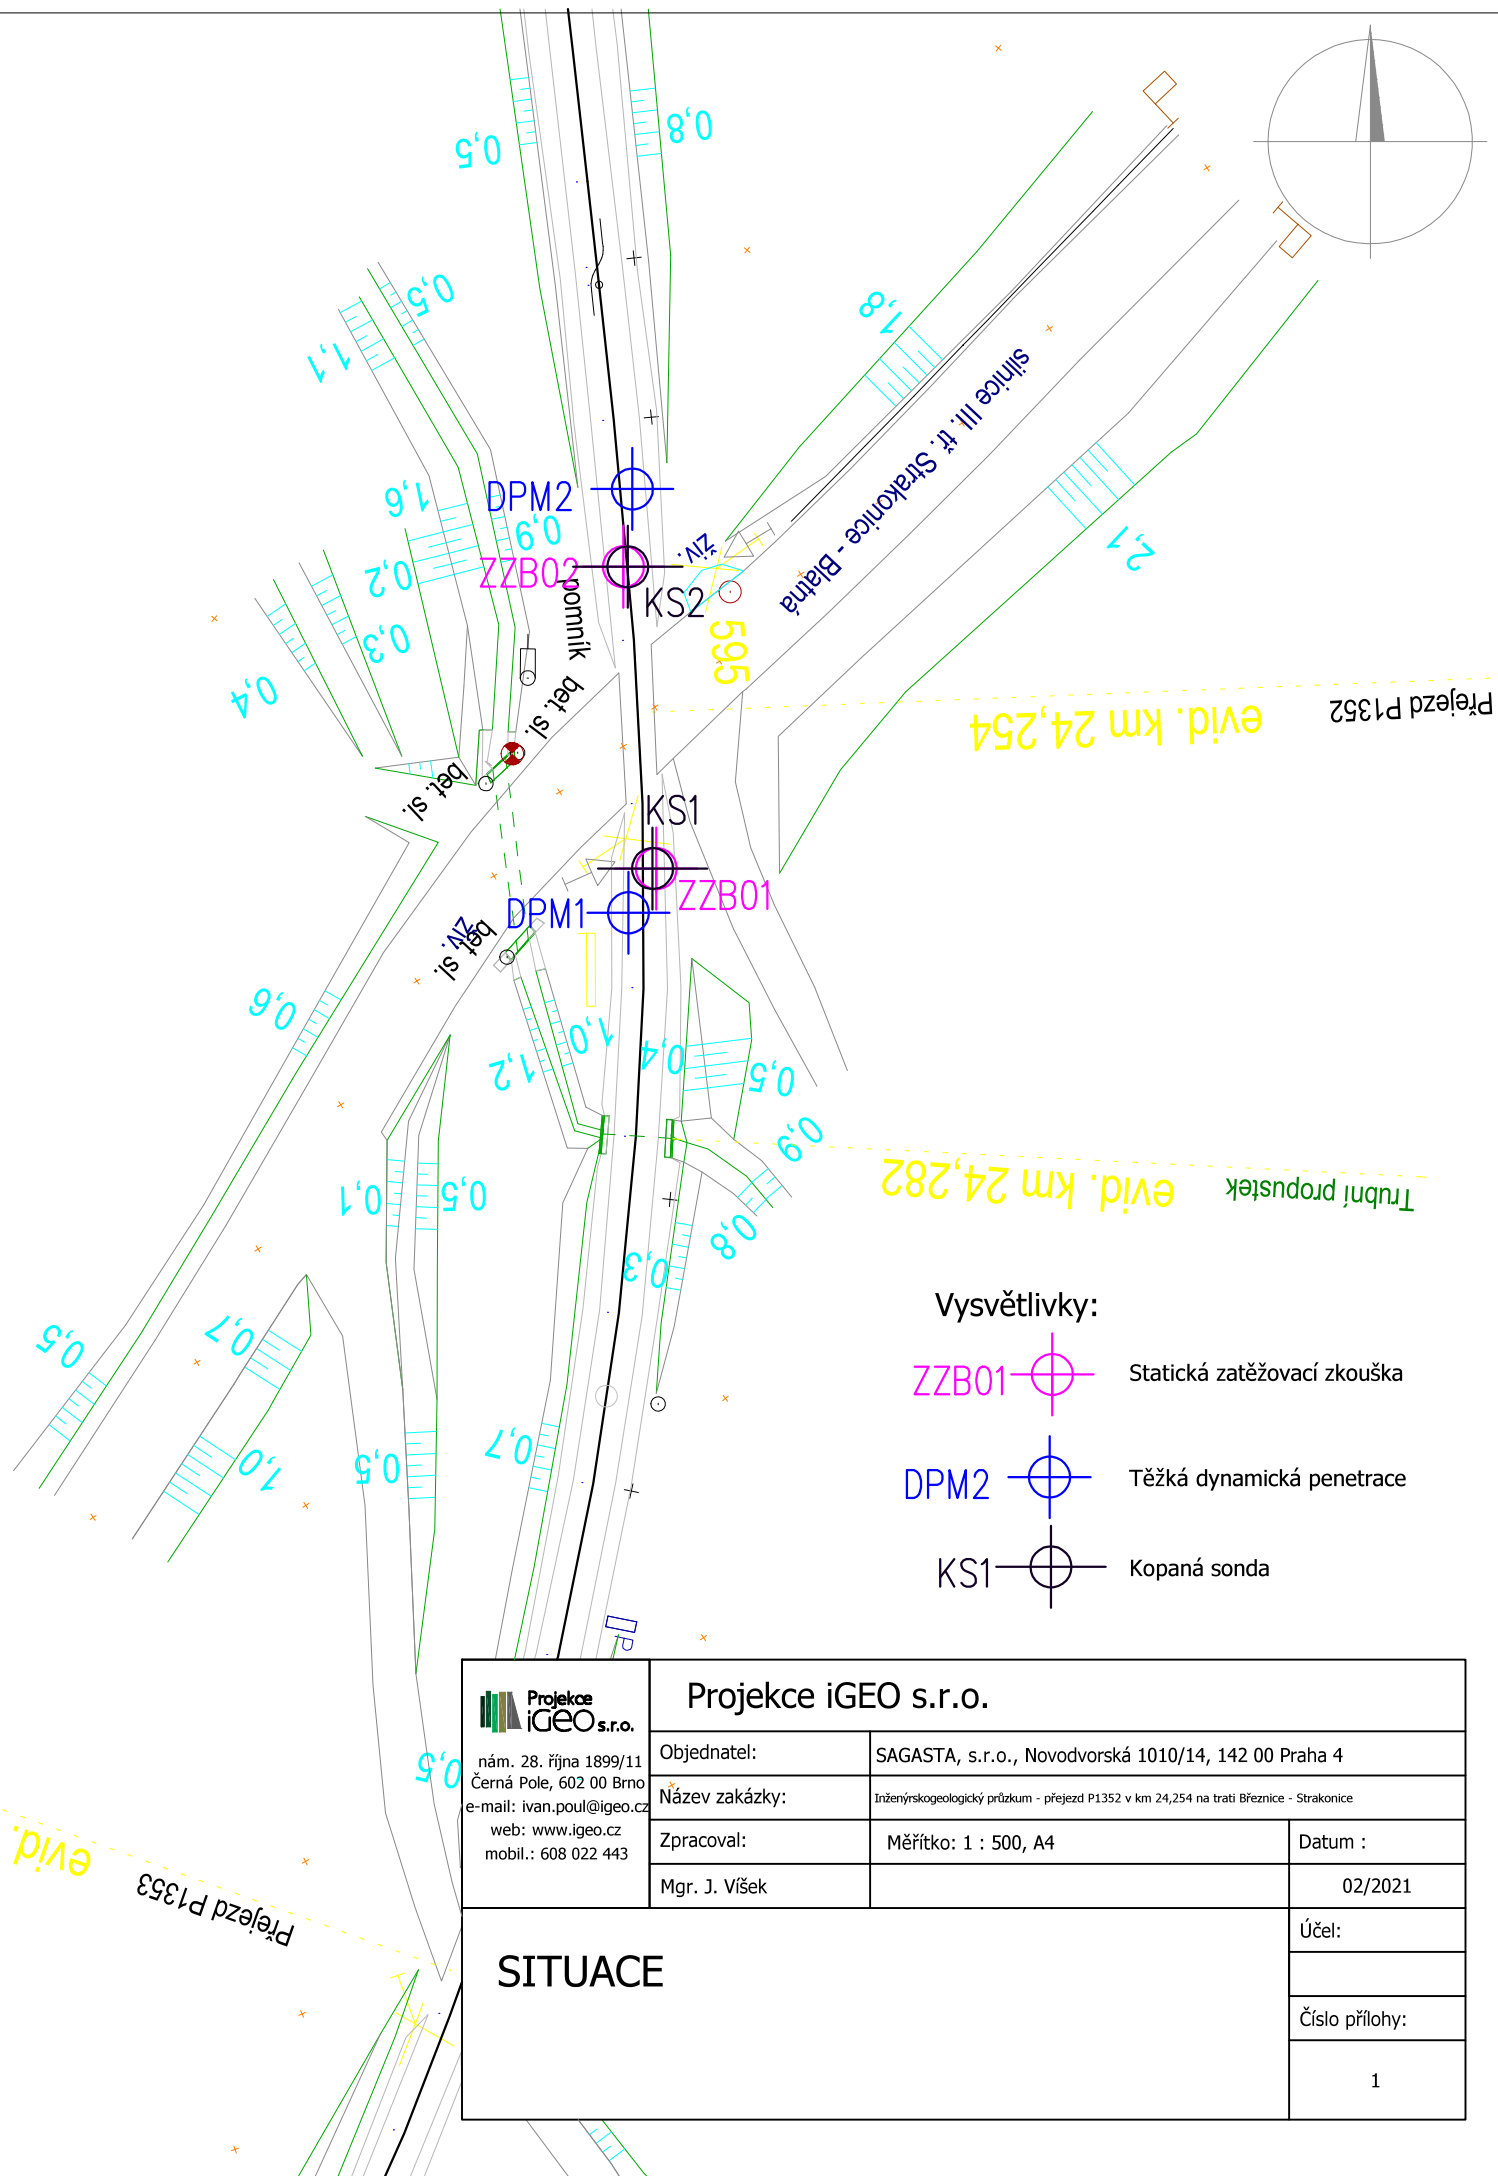 0,5
0,8
0,5
1,1
1,8
silnice III. tř. Strakonice - Blatná
1,6
0,9
DPM2
ZZB02
KS2
živ.
2,1
0,2
0,3
0,4
pomník
bet. sl.
bet. sl.
595
evid. km 24,254
Přejezd P1352
KS1
ZZB01
DPM1
živ.
bet sl.
0,6
1,2
1,0
0,4
0,5
0,9
evid. km 24,282
Trubní propustek
0,1
0,5
0,8
0,3
0,5
0,7
1,0
0,5
0,7
Vysvětlivky:
ZZB01 Statická zatěžovací zkouška
DPM2 Těžká dynamická penetrace
KS1 Kopaná sonda
0,5
evid.
Přejezd P1353
Projekce
iGEO s.r.o.
nám. 28. října 1899/11
Černá Pole, 602 00 Brno
e-mail: ivan.poul@igeo.cz
web: www.igeo.cz
mobil.: 608 022 443
Projekce iGEO s.r.o.
Objednatel: SAGASTA, s.r.o., Novodvorská 1010/14, 142 00 Praha 4
Název zakázky: Inženýrskogeologický průzkum - přejezd P1352 v km 24,254 na trati Březnice - Strakonice
Zpracoval: Měřítko: 1 : 500, A4 Datum :
Mgr. J. Víšek 02/2021
SITUACE
Účel:
Číslo přílohy:
1